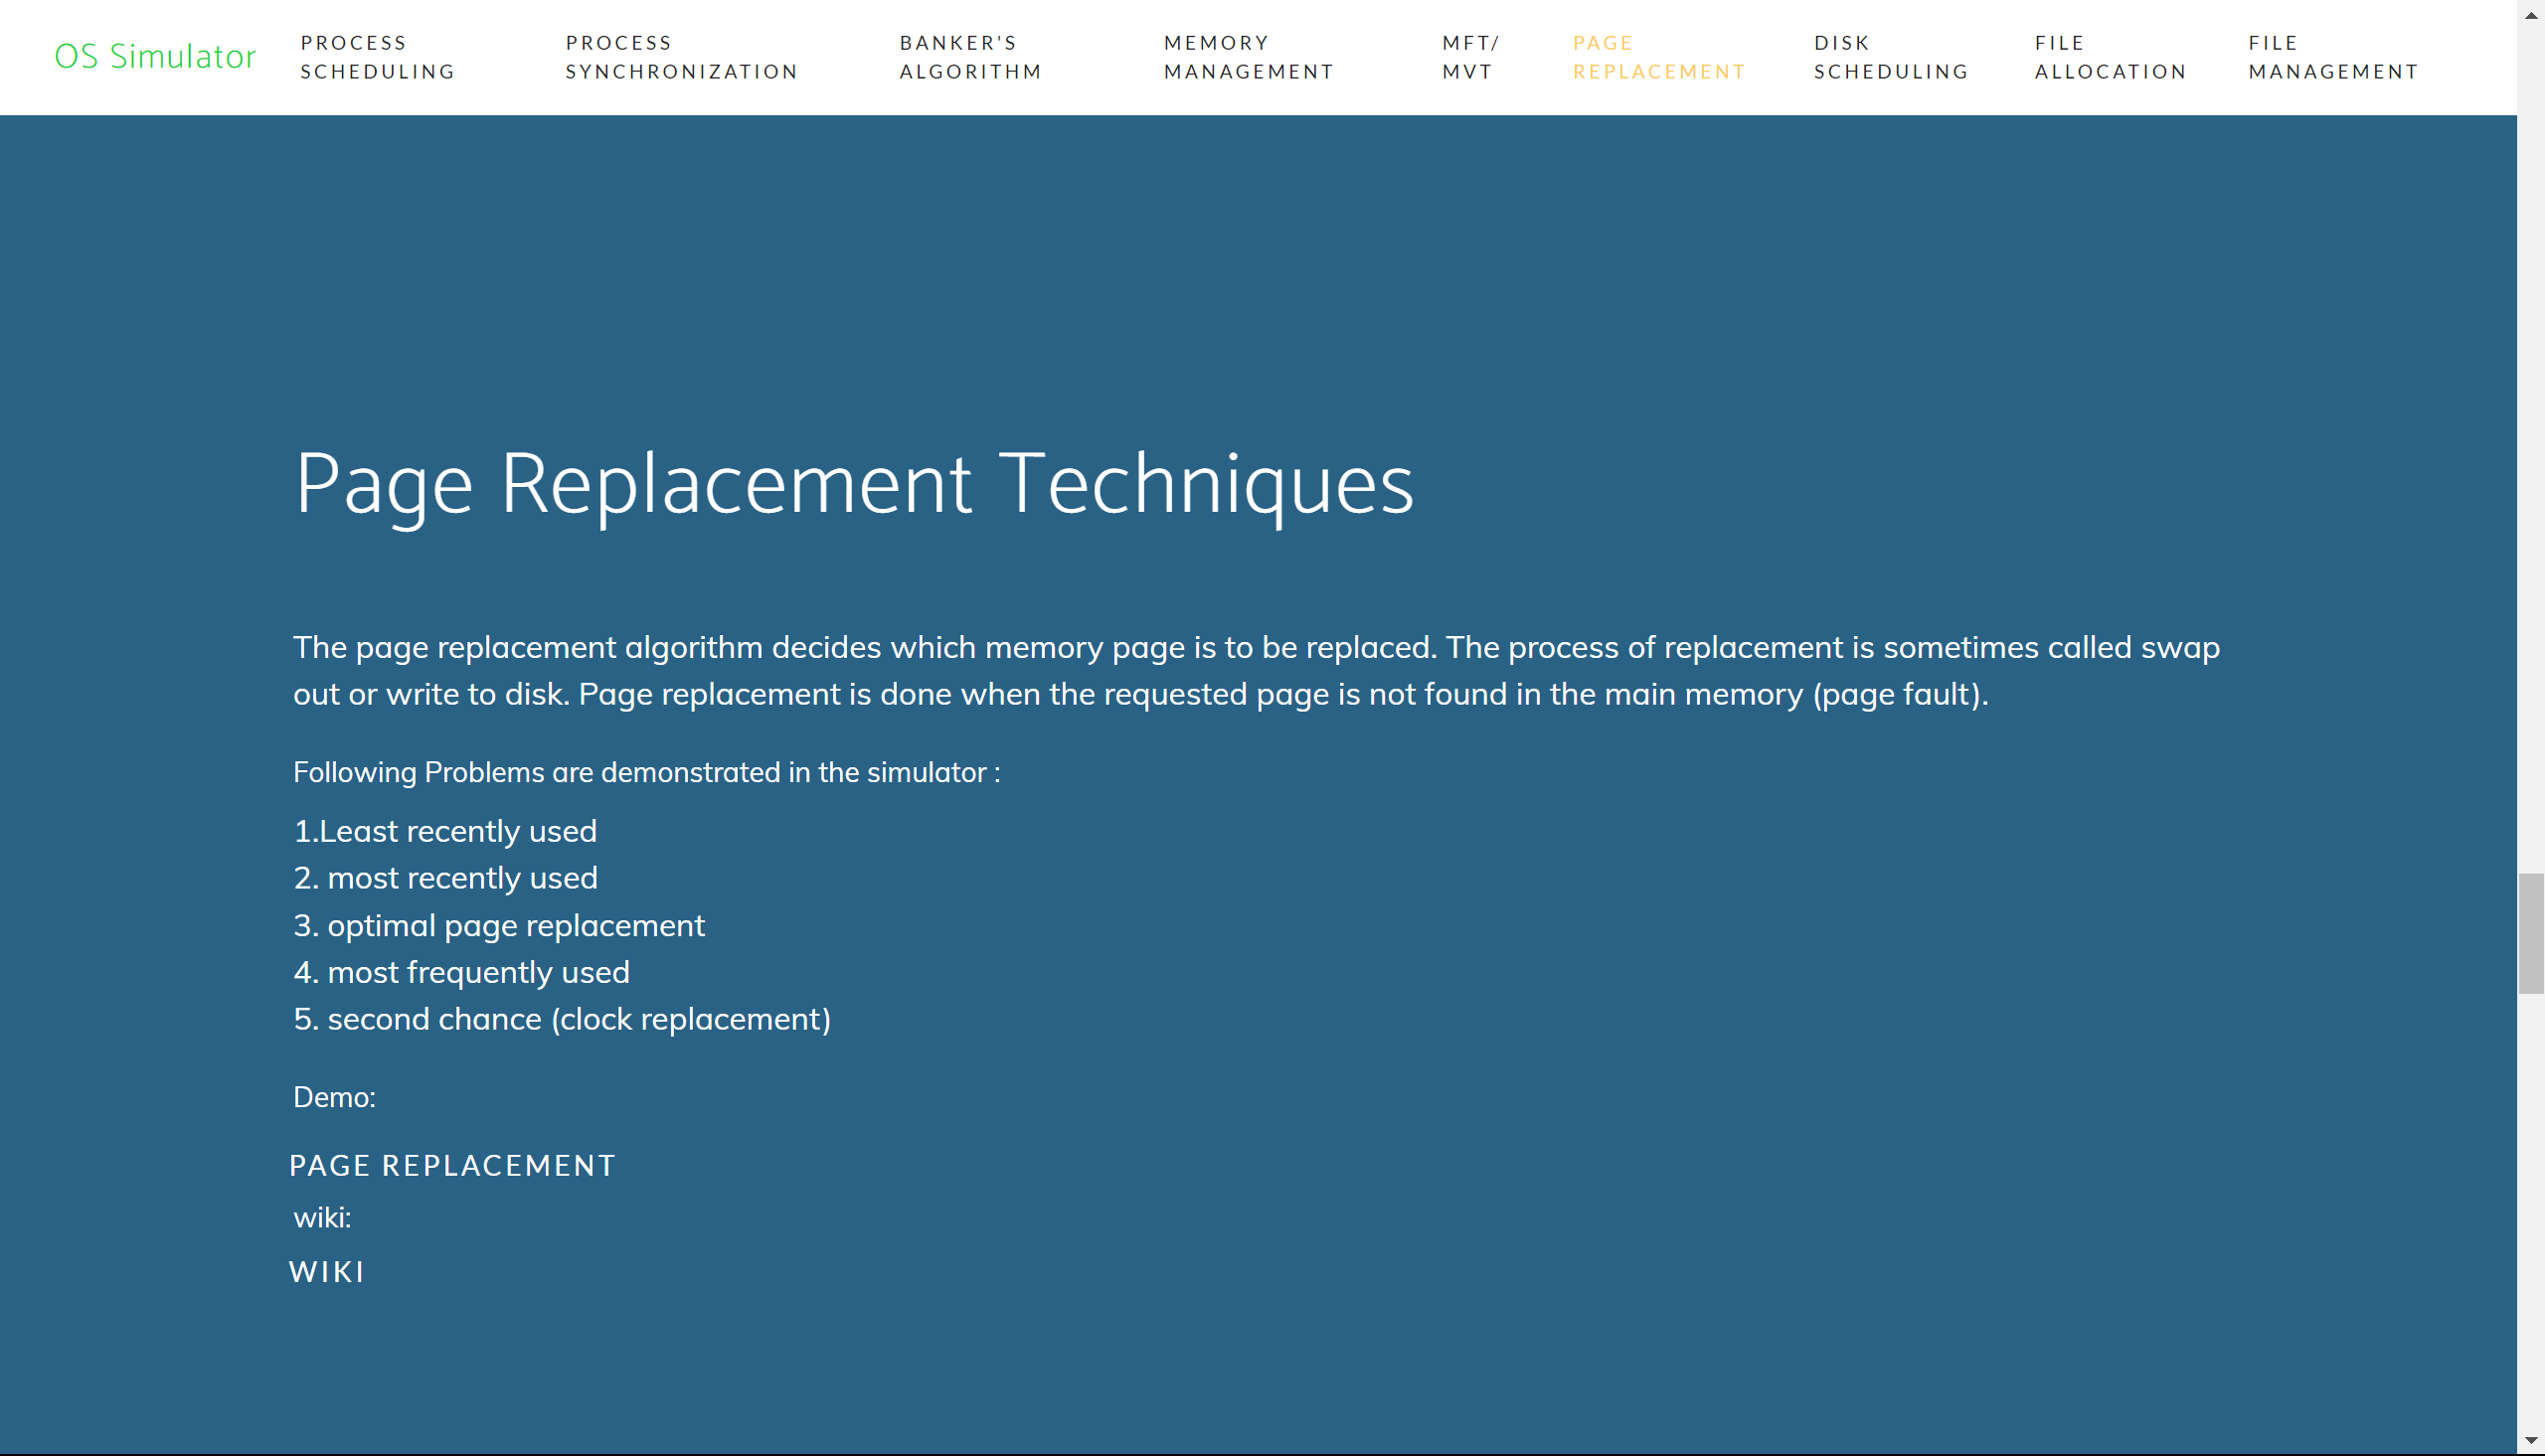 OS Simulator
PROCESS
SCHEDULING
PROCESS
SYNCHRONIZATION
BANKER'S
ALGORITHM
MEMORY
MANAGEMENT
MFT/
MVT
PAGE
REPLACEMENT
DISK
SCHEDULING
FILE
ALLOCATION
FILE
MANAGEMENT
Page Replacement Techniques
The page replacement algorithm decides which memory page is to be replaced. The process of replacement is sometimes called swap
out or write to disk. Page replacement is done when the requested page is not found in the main memory (page fault).
Following Problems are demonstrated in the simulator :
1.Least recently used
2. most recently used
3. optimal page replacement
4. most frequently used
5. second chance (clock replacement)
Demo:
PAGE REPLACEMENT
wiki:
WIKI